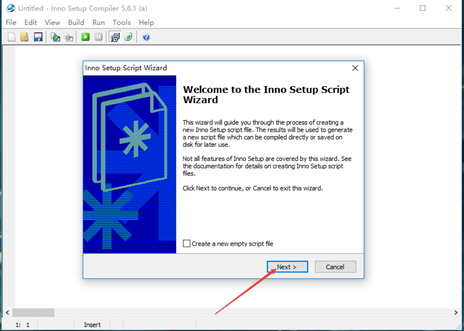 Untitled - Inno Setup Compiler 5.6.1 (a)
File Edit View Build Run Tools Help
Inno Setup Script Wizard
Welcome to the Inno Setup Script
Wizard
This wizard will guide you through the process of creating a
new Inno Setup script file. The results will be used to generate
a new script file which can be compiled directly or saved on
disk for later use.
Not all features of Inno Setup are covered by this wizard. See
the documentation for details on creating Inno Setup script
files.
Click Next to continue, or Cancel to exit this wizard.
Create a new empty script file
Next >
Cancel
1: 1 Insert